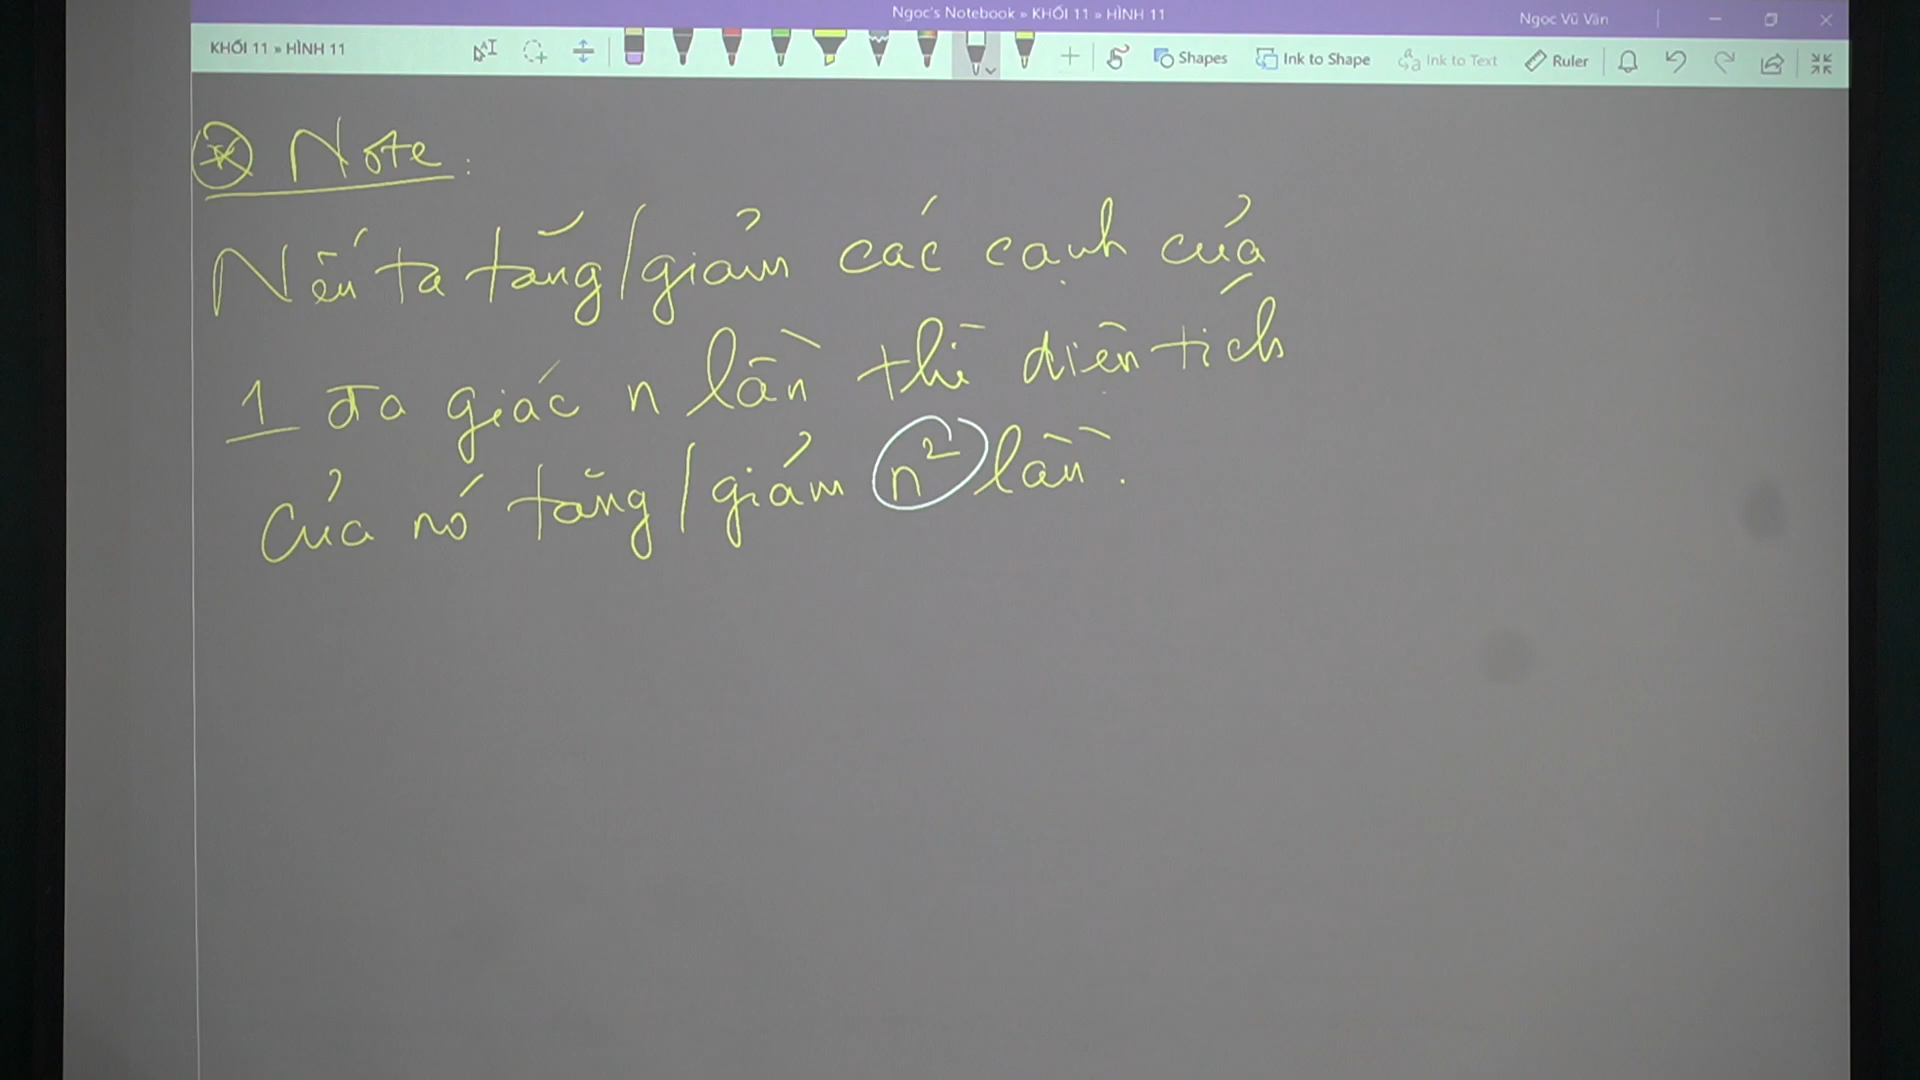 Ngoc's Notebook » KHỐI 11 » HÌNH 11
Ngoc Vũ Văn
KHỐI 11 » HÌNH 11
Shapes
Ink to Shape
Ink to Text
Ruler
Note:
Nếu ta tăng/giảm các cạnh của
1 đa giác n lần thì diện tích
của nó tăng/giảm n² lần.